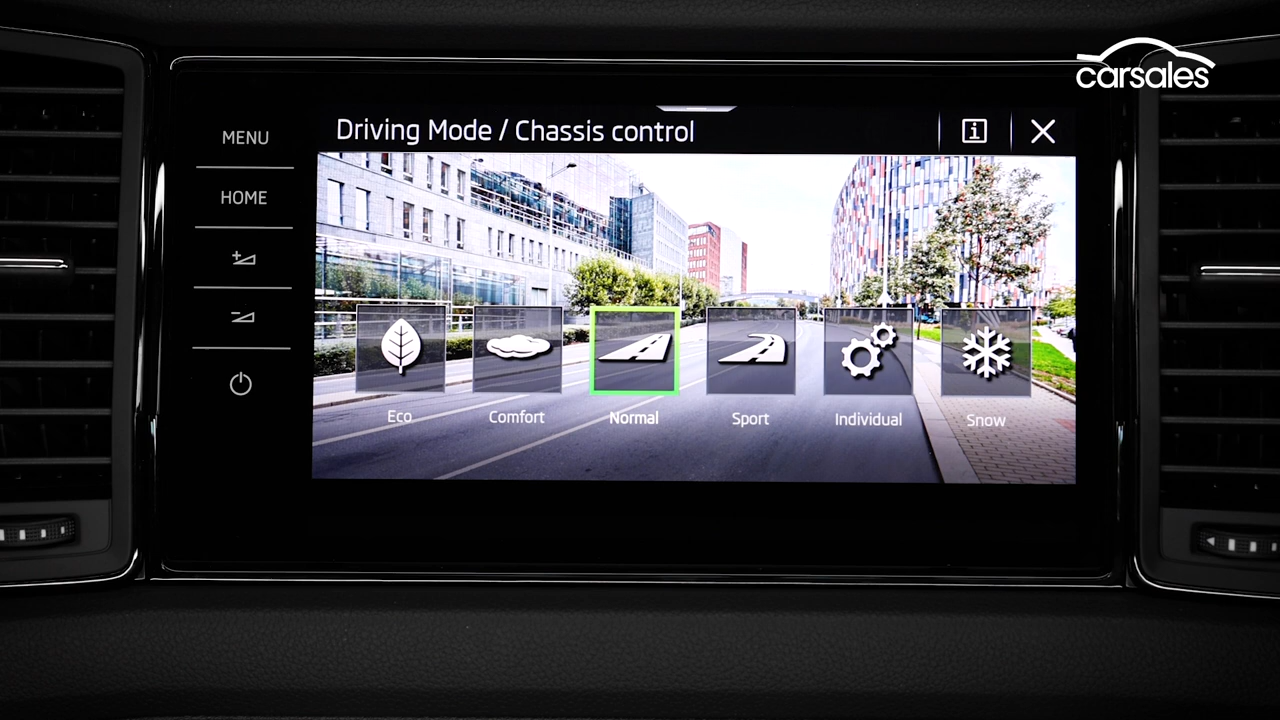 carsales
MENU
HOME
Driving Mode / Chassis control
i
Eco
Comfort
Normal
Sport
Individual
Snow